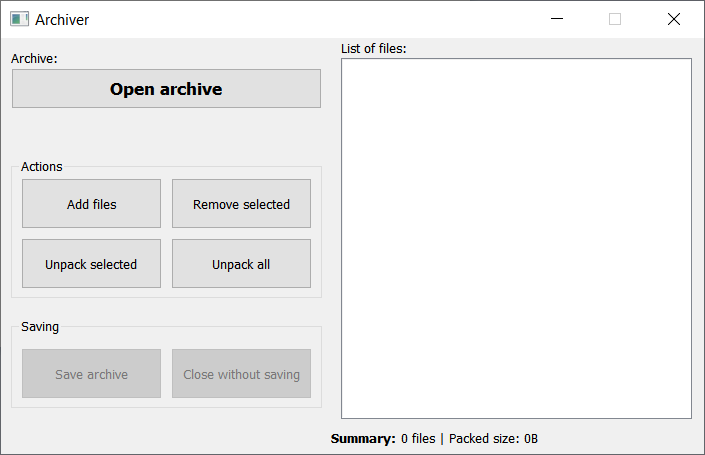 Archiver
Archive:
Open archive
Actions
Add files
Remove selected
Unpack selected
Unpack all
Saving
Save archive
Close without saving
List of files:
Summary: 0 files | Packed size: 0B